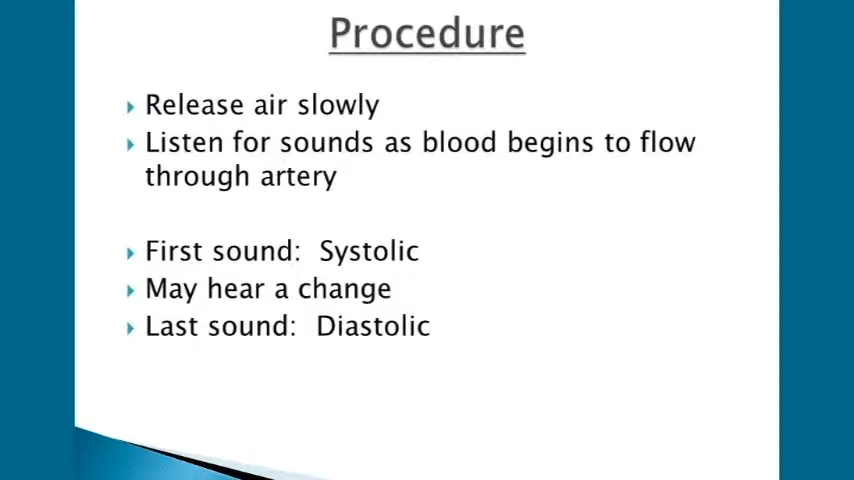 Procedure
Release air slowly
Listen for sounds as blood begins to flow
through artery
First sound:  Systolic
May hear a change
Last sound:  Diastolic